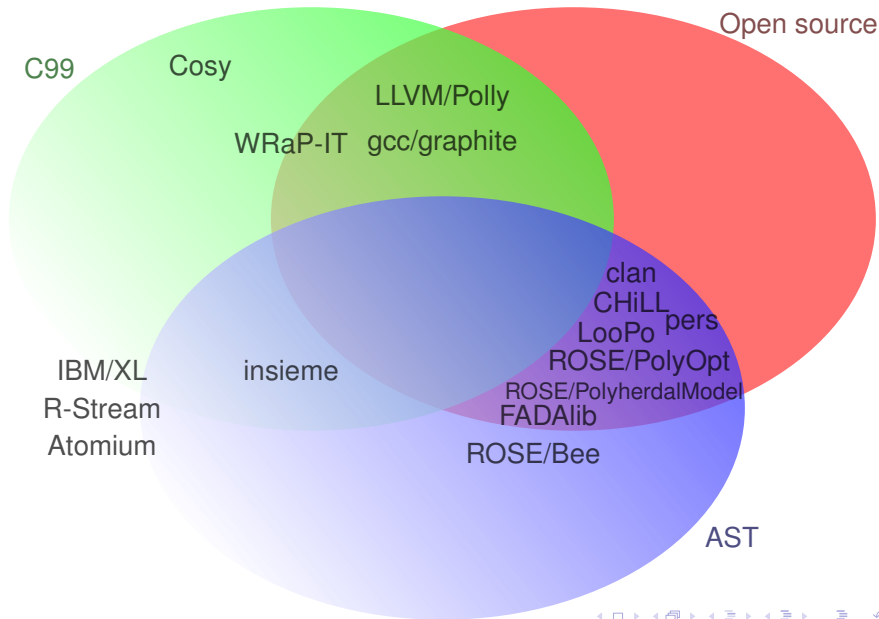 Open source
C99
Cosy
LLVM/Polly
WRaP-IT
gcc/graphite
clan
CHiLL
pers
LooPo
ROSE/PolyOpt
IBM/XL
insieme
ROSE/PolyherdalModel
R-Stream
FADAlib
Atomium
ROSE/Bee
AST